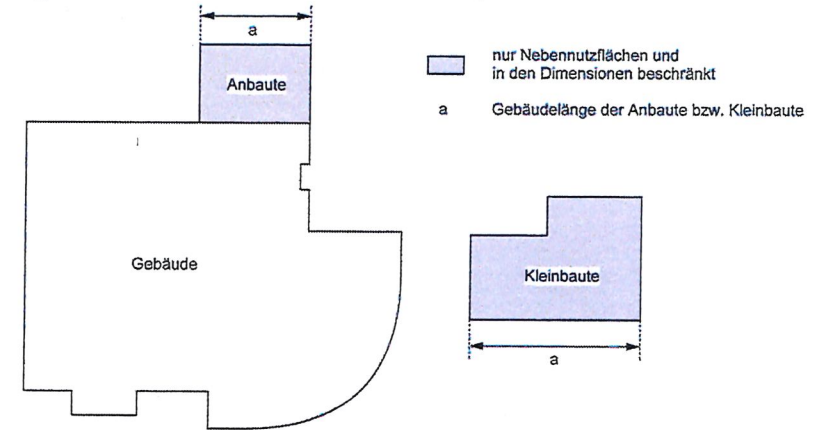 a
Anbaute
nur Nebennutzflächen und
in den Dimensionen beschränkt
a Gebäudelänge der Anbaute bzw. Kleinbaute
Gebäude
Kleinbaute
a